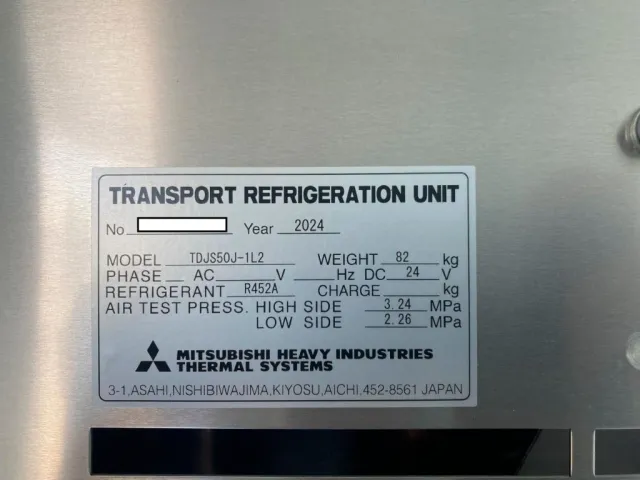 TRANSPORT REFRIGERATION UNIT
No Year 2024
MODEL TDJS50J-1L2 WEIGHT 82 kg
PHASE AC V Hz DC 24 V
REFRIGERANT R452A CHARGE kg
AIR TEST PRESS. HIGH SIDE 3.24 MPa
LOW SIDE 2.26 MPa
MITSUBISHI HEAVY INDUSTRIES
THERMAL SYSTEMS
3-1,ASAHI,NISHIBIWAJIMA,KIYOSU,AICHI,452-8561 JAPAN